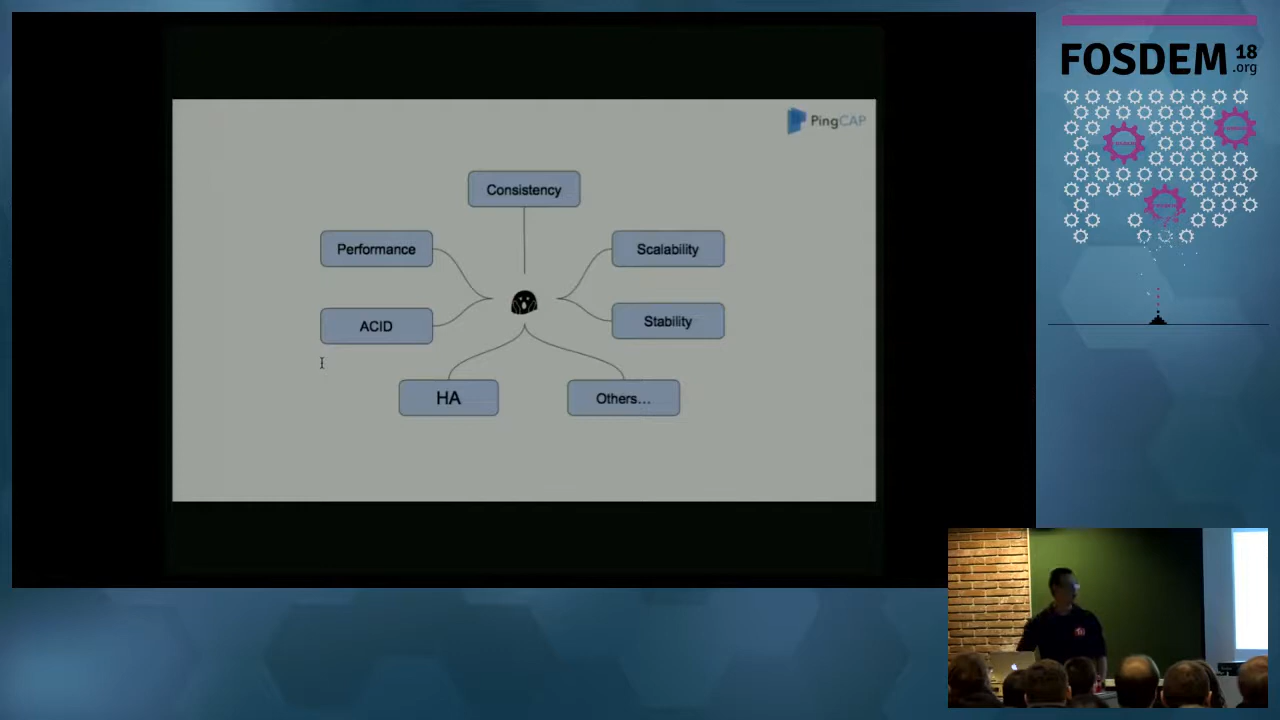 FOSDEM 18
.org
PingCAP
Consistency
Performance
Scalability
ACID
Stability
HA
Others...